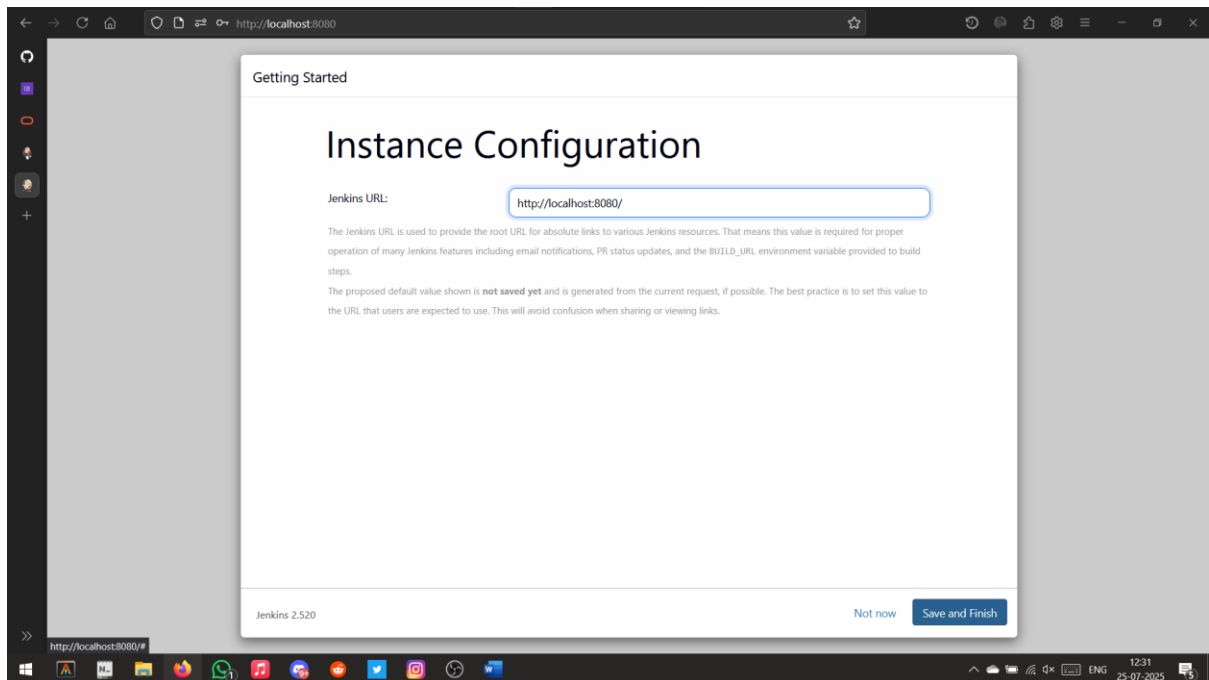 http://localhost:8080
Getting Started
Instance Configuration
Jenkins URL:
http://localhost:8080/
The Jenkins URL is used to provide the root URL for absolute links to various Jenkins resources. That means this value is required for proper
operation of many Jenkins features including email notifications, PR status updates, and the BUILD_URL environment variable provided to build
steps.
The proposed default value shown is not saved yet and is generated from the current request, if possible. The best practice is to set this value to
the URL that users are expected to use. This will avoid confusion when sharing or viewing links.
Jenkins 2.520
Not now
Save and Finish
http://localhost:8080/#
ENG
12:31
25-07-2025